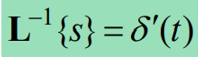 L⁻¹{s} = δ′(t)